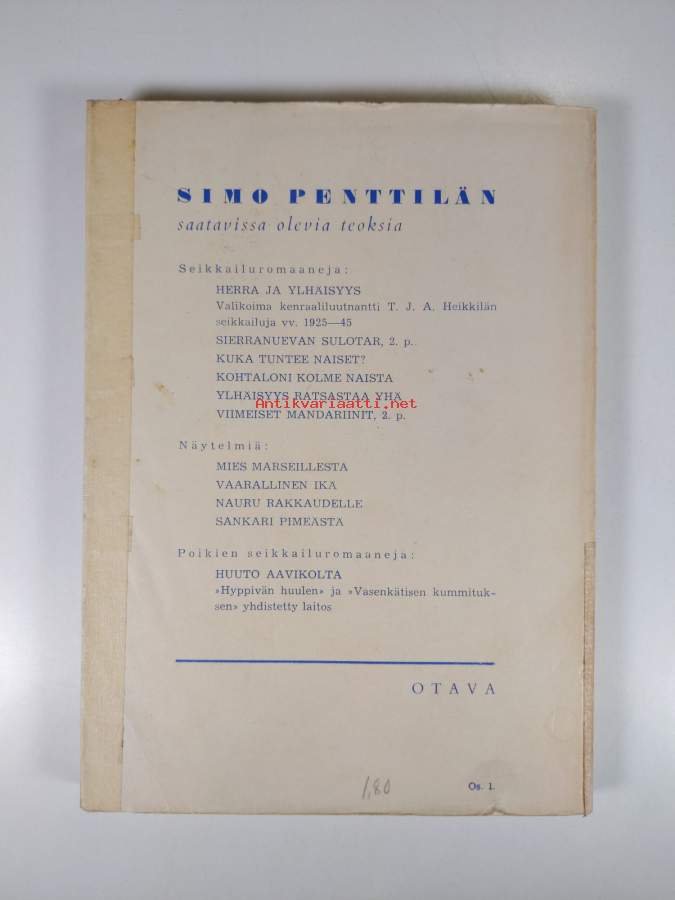 SIMO PENTTILÄN
saatavissa olevia teoksia
Seikkailuromaaneja:
HERRA JA YLHÄISYYS
Valikoima kenraaliluutnantti T. J. A. Heikkilän
seikkailuja vv. 1925—45
SIERRANUEVAN SULOTAR, 2. p.
KUKA TUNTEE NAISET?
KOHTALONI KOLME NAISTA
YLHÄISYYS RATSASTAA YHÄ
Antikvariaatti.net
VIIMEISET MANDARIINIT, 2. p.
Näytelmiä:
MIES MARSEILLESTA
VAARALLINEN IKÄ
NAURU RAKKAUDELLE
SANKARI PIMEÄSTÄ
Poikien seikkailuromaaneja:
HUUTO AAVIKOLTA
»Hyppivän huulen» ja »Vasenkätisen kummituk-
sen» yhdistetty laitos
OTAVA
1,80
Os. 1.